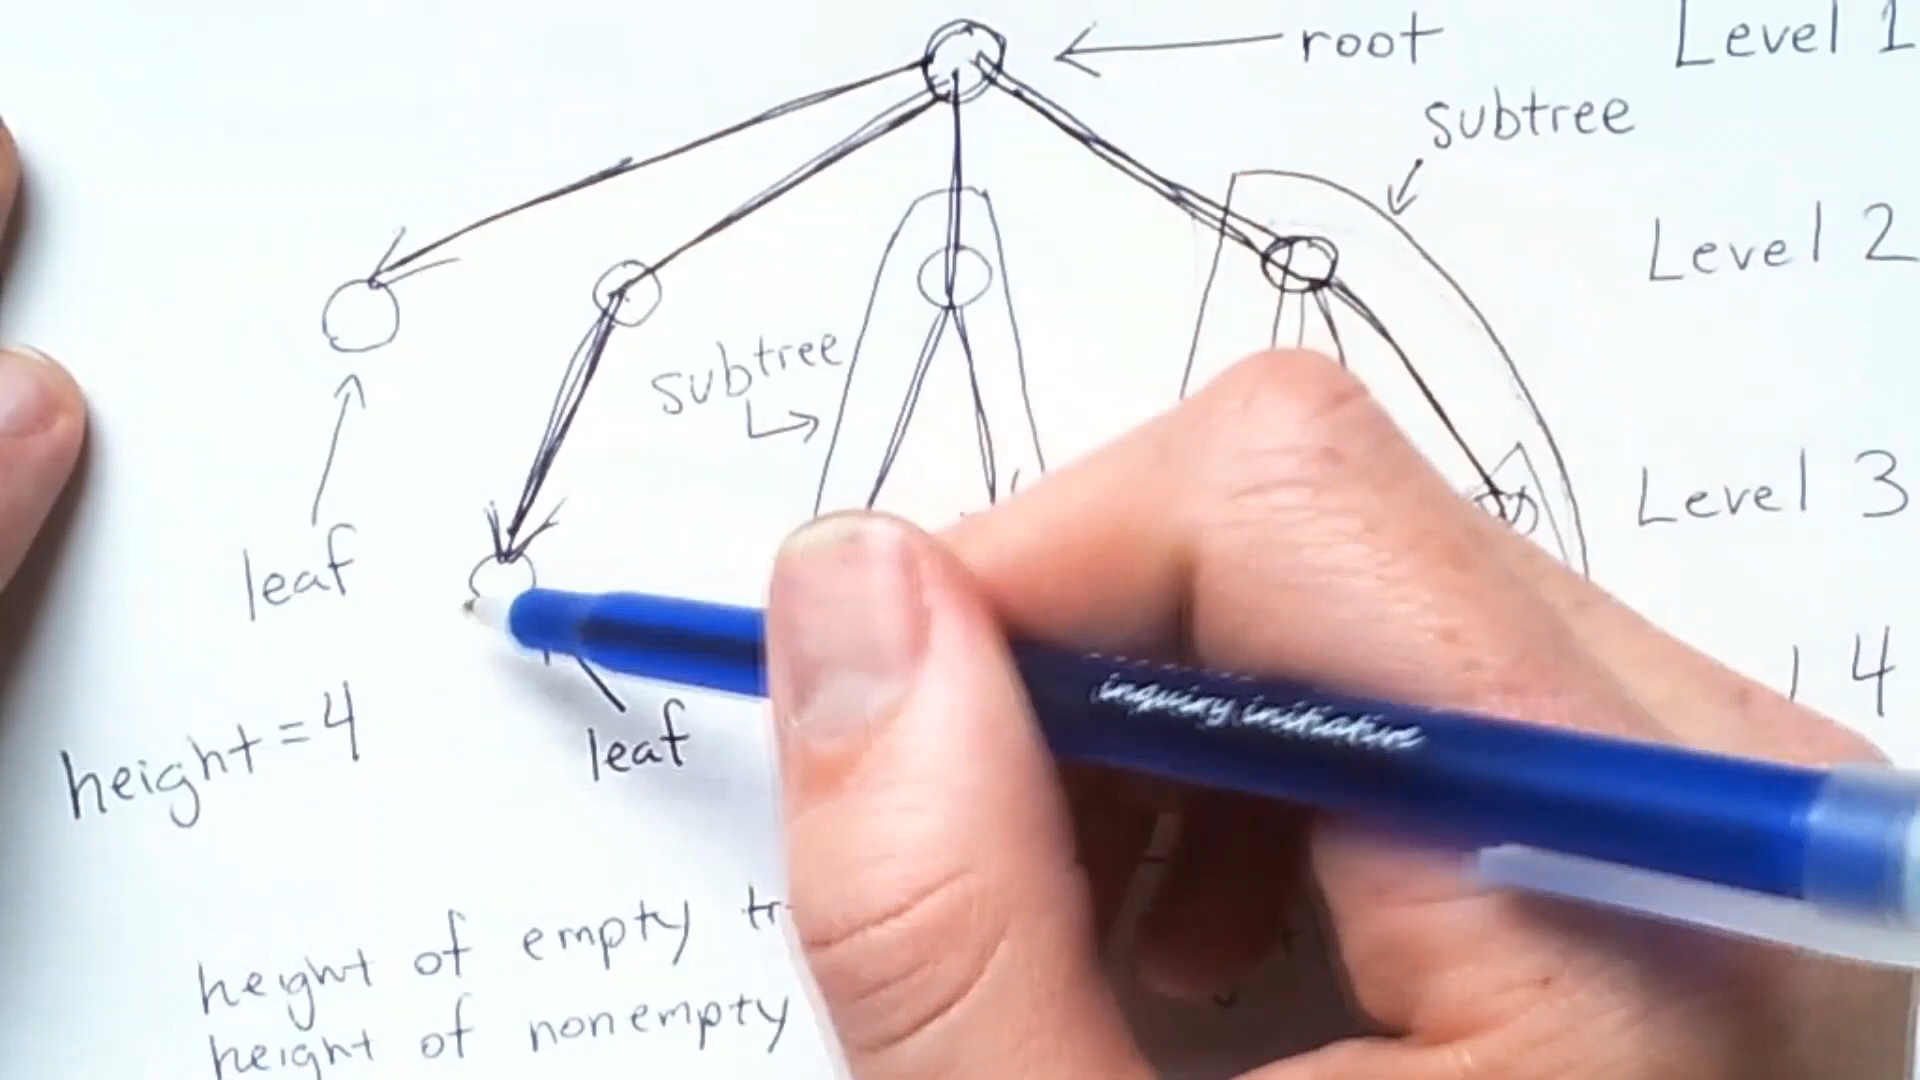 root
Level 1
subtree
Level 2
subtree
Level 3
leaf
4
height=4
leaf
inquiry initiative
height of empty
height of nonempty